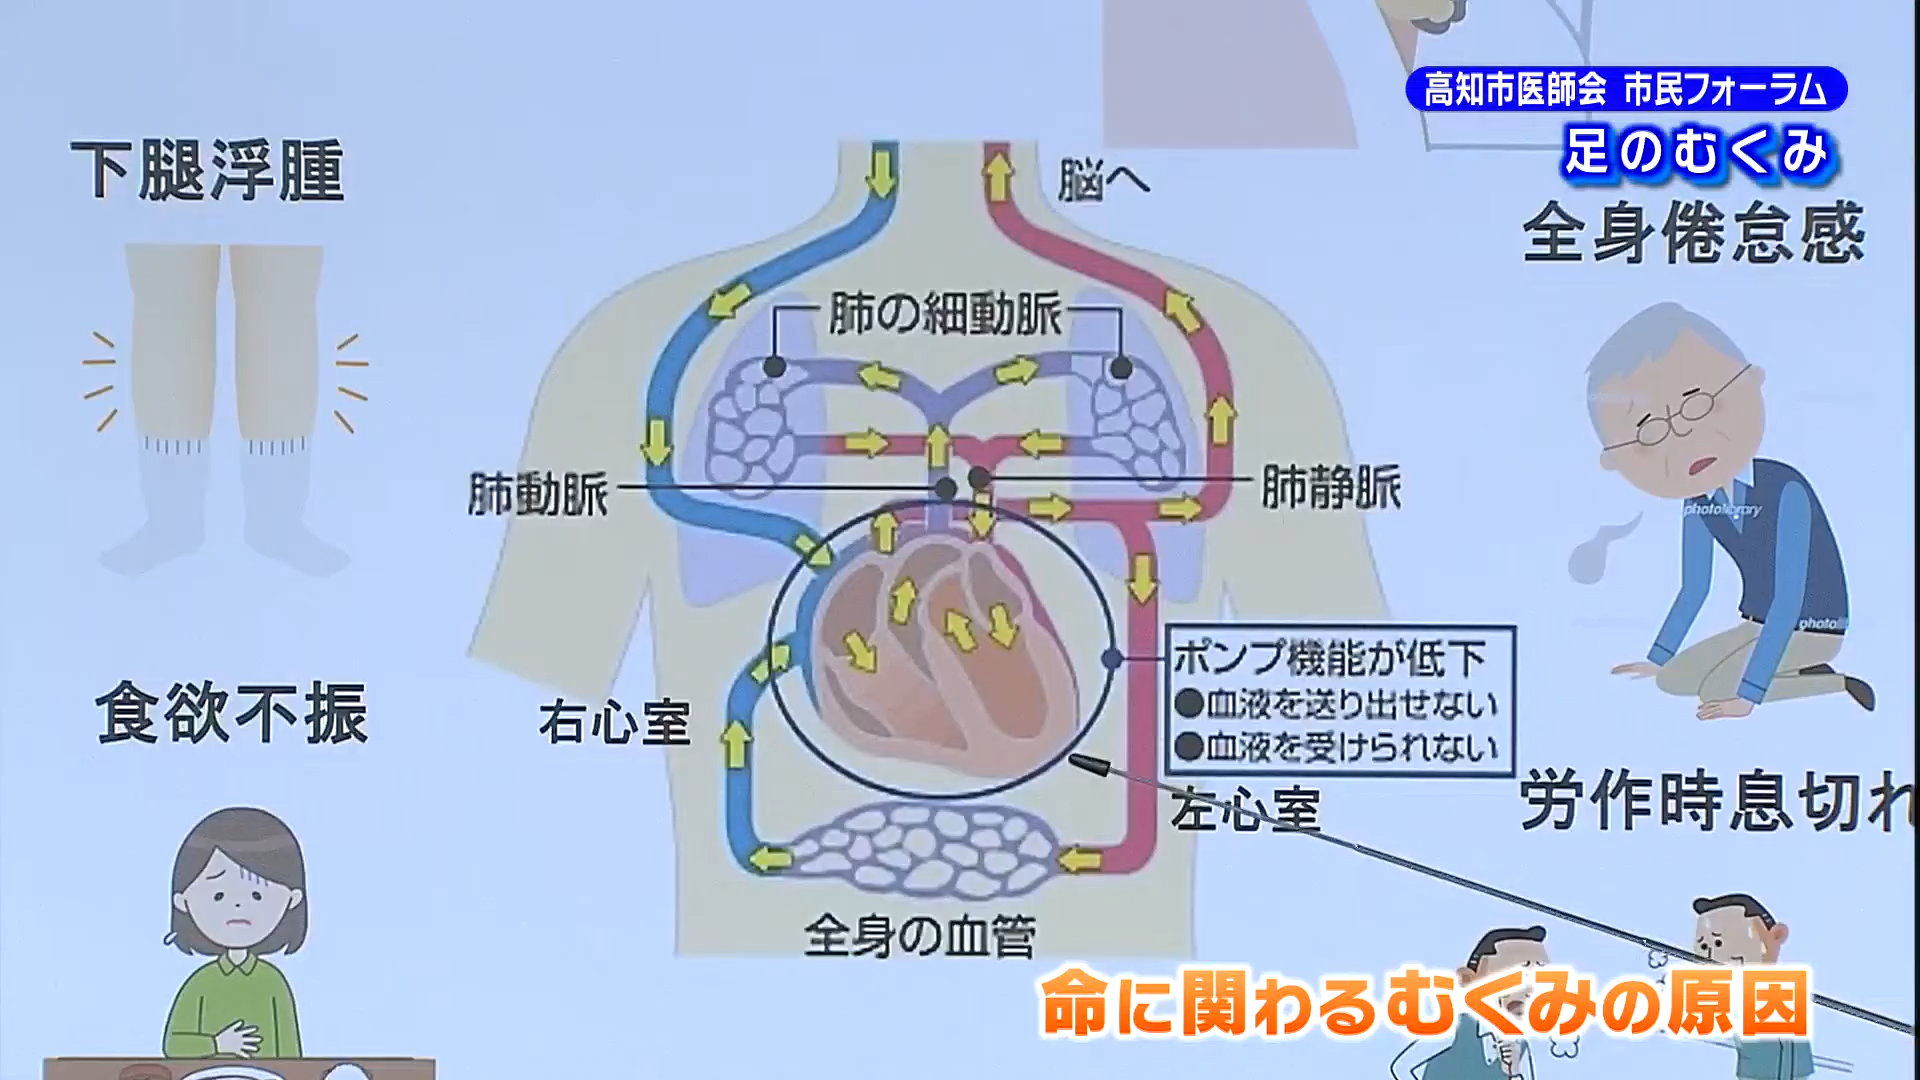 高知市医師会 市民フォーラム
足のむくみ
下腿浮腫
脳へ
全身倦怠感
肺の細動脈
肺動脈
肺静脈
photolibrary
photoli
ポンプ機能が低下
●血液を送り出せない
●血液を受けられない
食欲不振
右心室
左心室
労作時息切れ
全身の血管
命に関わるむくみの原因